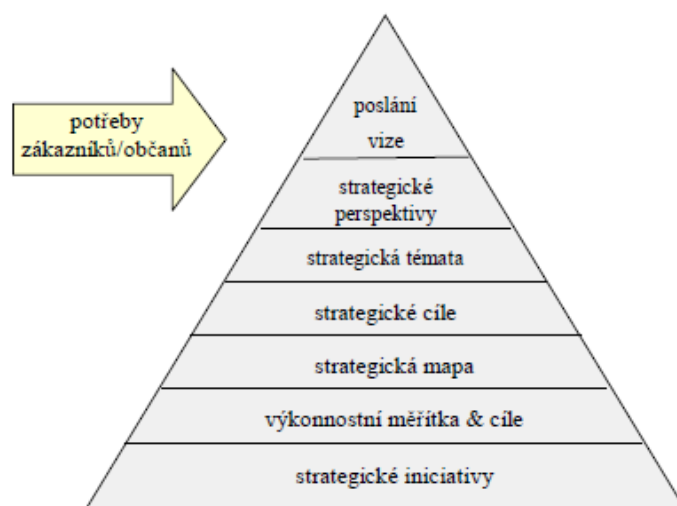 potřeby
zákazníků/občanů
poslání
vize
strategické
perspektivy
strategická témata
strategické cíle
strategická mapa
výkonnostní měřítka & cíle
strategické iniciativy